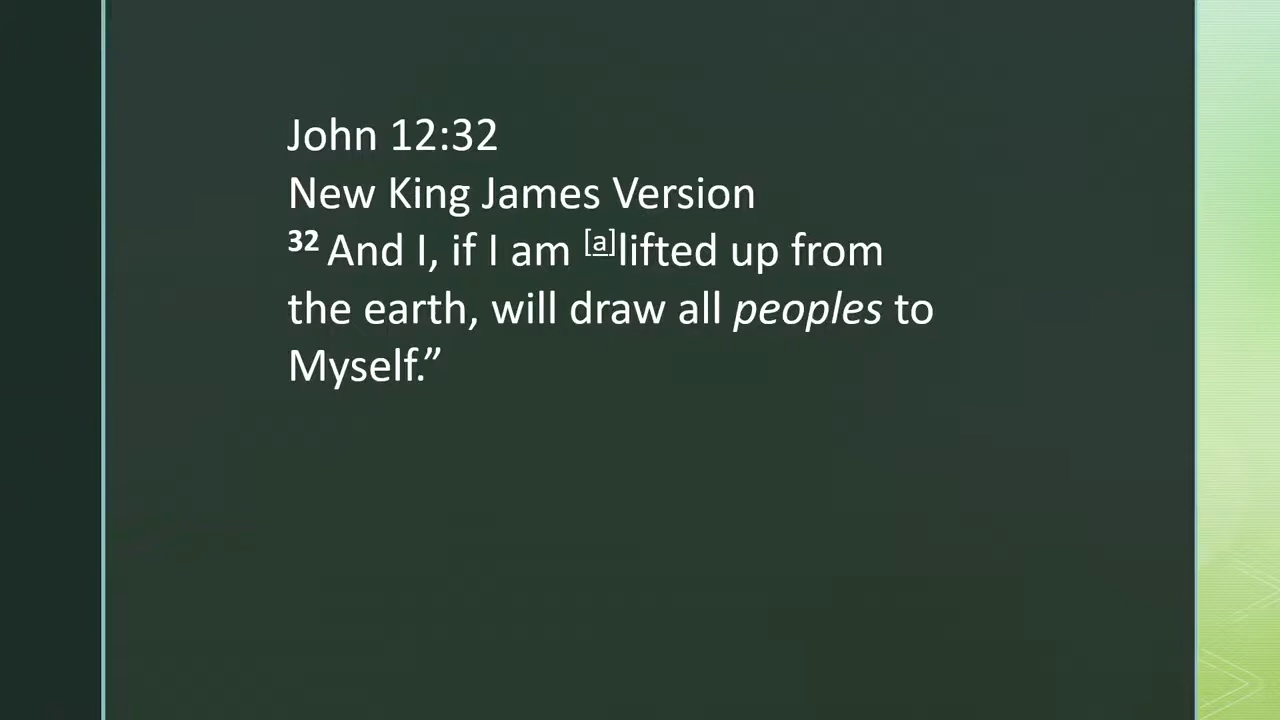 John 12:32
New King James Version
32 And I, if I am [a]lifted up from
the earth, will draw all peoples to
Myself.”